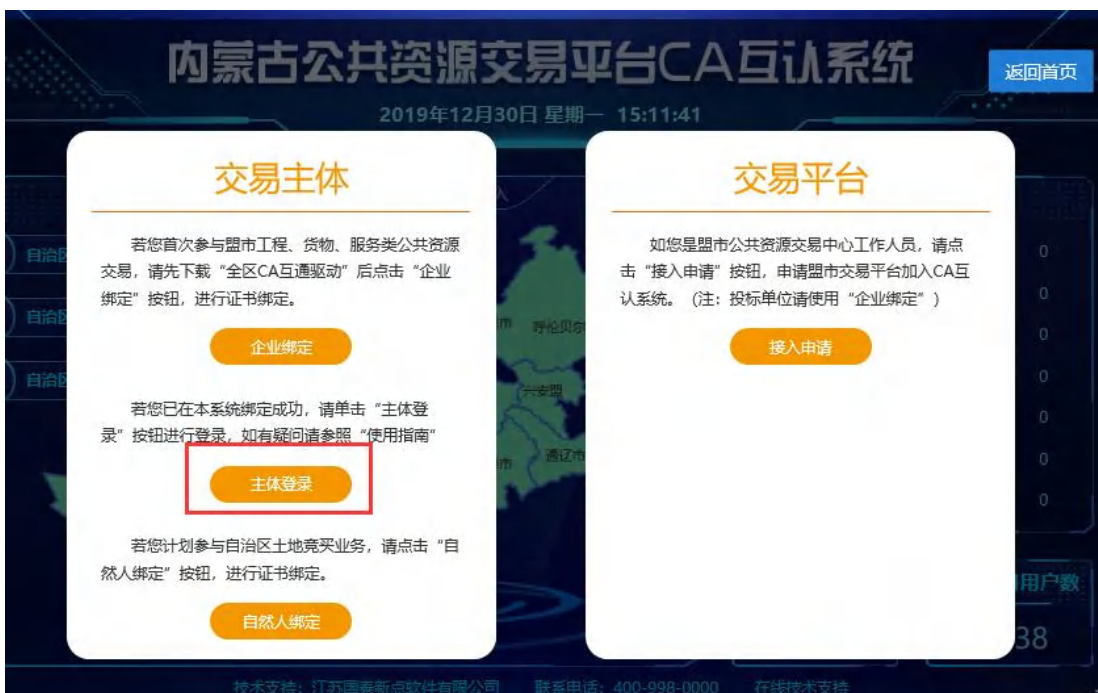 内蒙古公共资源交易平台CA互认系统
返回首页
2019年12月30日 星期一 15:11:41
交易主体
若您首次参与盟市工程、货物、服务类公共资源
交易，请先下载“全区CA互通驱动”后点击“企业
绑定”按钮，进行证书绑定。
企业绑定
若您已在本系统绑定成功，请单击“主体登
录”按钮进行登录，如有疑问请参照“使用指南”
主体登录
若您计划参与自治区土地竞买业务，请点击“自
然人绑定”按钮，进行证书绑定。
自然人绑定
交易平台
如您是盟市公共资源交易中心工作人员，请点
击“接入申请”按钮，申请盟市交易平台加入CA互
认系统。（注：投标单位请使用“企业绑定”）
接入申请
自治区
自治区
自治区
呼伦贝尔
兴安盟
通辽市
0
0
0
0
0
0
0
用户数
38
技术支持：江苏国泰新点软件有限公司 联系电话：400-998-0000 在线技术支持